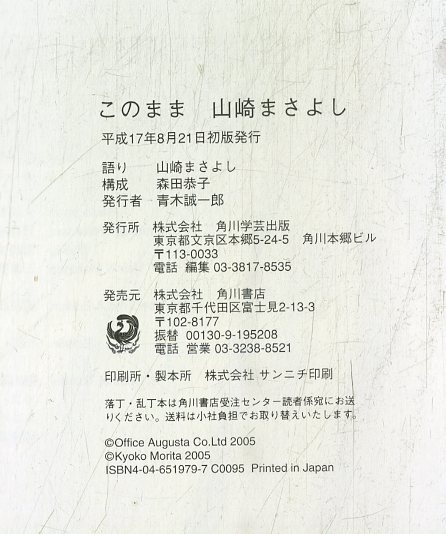 このまま　山崎まさよし
平成17年8月21日初版発行
語り　山崎まさよし
構成　森田恭子
発行者　青木誠一郎
発行所　株式会社　角川学芸出版
東京都文京区本郷5-24-5　角川本郷ビル
〒113-0033
電話 編集 03-3817-8535
発売元　株式会社　角川書店
東京都千代田区富士見2-13-3
〒102-8177
振替 00130-9-195208
電話 営業 03-3238-8521
印刷所・製本所　株式会社 サンニチ印刷
落丁・乱丁本は角川書店受注センター読者係宛にお送
りください。送料は小社負担でお取り替えいたします。
©Office Augusta Co.Ltd 2005
©Kyoko Morita 2005
ISBN4-04-651979-7 C0095 Printed in Japan